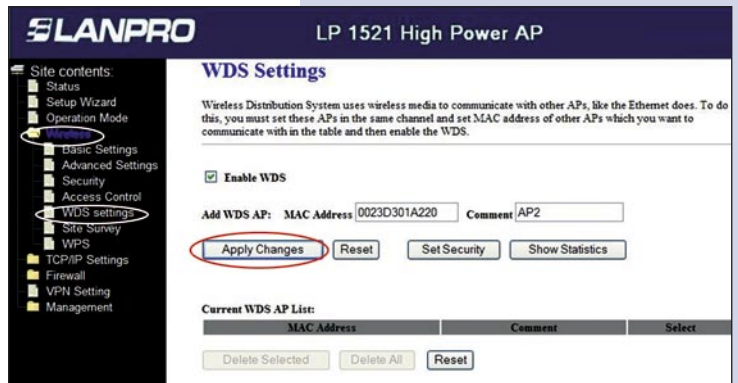 SLANPRO
LP 1521 High Power AP
Site contents:
Status
Setup Wizard
Operation Mode
Wireless
Basic Settings
Advanced Settings
Security
Access Control
WDS settings
Site Survey
WPS
TCP/IP Settings
Firewall
VPN Setting
Management
WDS Settings
Wireless Distribution System uses wireless media to communicate with other APs, like the Ethernet does. To do
this, you must set these APs in the same channel and set MAC address of other APs which you want to
communicate with in the table and then enable the WDS.
Enable WDS
Add WDS AP: MAC Address 0023D301A220 Comment AP2
Apply Changes Reset Set Security Show Statistics
Current WDS AP List:
MAC Address Comment Select
Delete Selected Delete All Reset